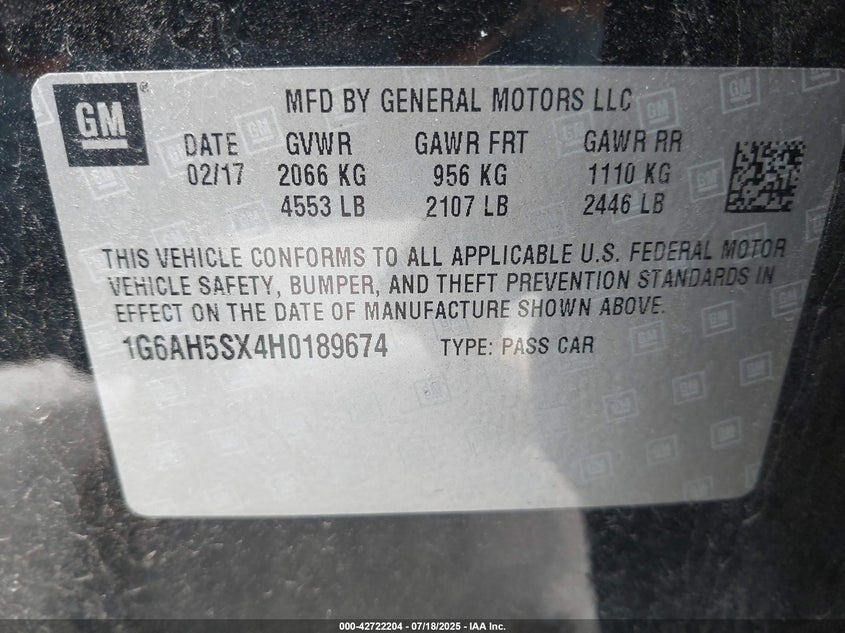 GM
MFD BY GENERAL MOTORS LLC
DATE GVWR GAWR FRT GAWR RR
02/17 2066 KG 956 KG 1110 KG
4553 LB 2107 LB 2446 LB
THIS VEHICLE CONFORMS TO ALL APPLICABLE U.S. FEDERAL MOTOR
VEHICLE SAFETY, BUMPER, AND THEFT PREVENTION STANDARDS IN
EFFECT ON THE DATE OF MANUFACTURE SHOWN ABOVE.
1G6AH5SX4H0189674 TYPE: PASS CAR
000-42722204 - 07/18/2025 - IAA Inc.